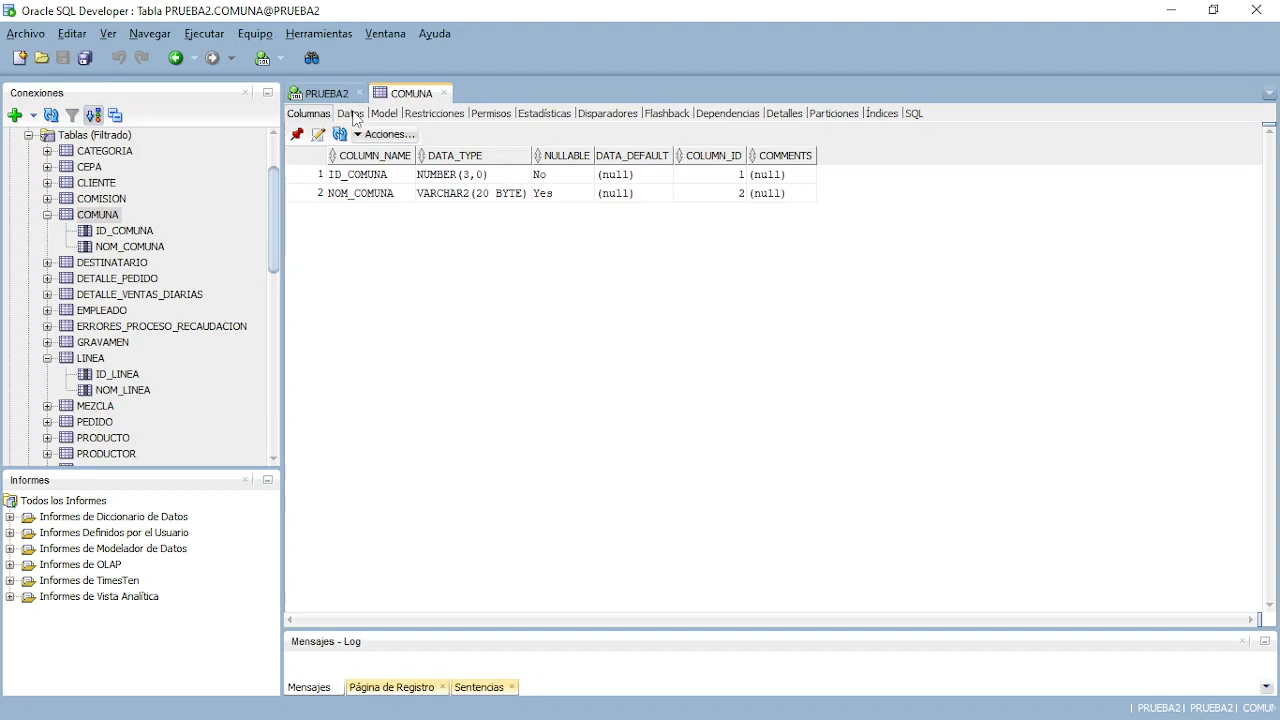 Oracle SQL Developer : Tabla PRUEBA2.COMUNA@PRUEBA2
Archivo Editar Ver Navegar Ejecutar Equipo Herramientas Ventana Ayuda
Conexiones
Tablas (Filtrado)
CATEGORIA
CEPA
CLIENTE
COMISION
COMUNA
ID_COMUNA
NOM_COMUNA
DESTINATARIO
DETALLE_PEDIDO
DETALLE_VENTAS_DIARIAS
EMPLEADO
ERRORES_PROCESO_RECAUDACION
GRAVAMEN
LINEA
ID_LINEA
NOM_LINEA
MEZCLA
PEDIDO
PRODUCTO
PRODUCTOR
Informes
Todos los Informes
Informes de Diccionario de Datos
Informes Definidos por el Usuario
Informes de Modelador de Datos
Informes de OLAP
Informes de TimesTen
Informes de Vista Analítica
PRUEBA2 COMUNA
Columnas Datos Model Restricciones Permisos Estadísticas Disparadores Flashback Dependencias Detalles Particiones Índices SQL
Acciones...
COLUMN_NAME DATA_TYPE NULLABLE DATA_DEFAULT COLUMN_ID COMMENTS
1 ID_COMUNA NUMBER(3,0) No (null) 1 (null)
2 NOM_COMUNA VARCHAR2(20 BYTE) Yes (null) 2 (null)
Mensajes - Log
Mensajes Página de Registro Sentencias
PRUEBA2 PRUEBA2 COMUN